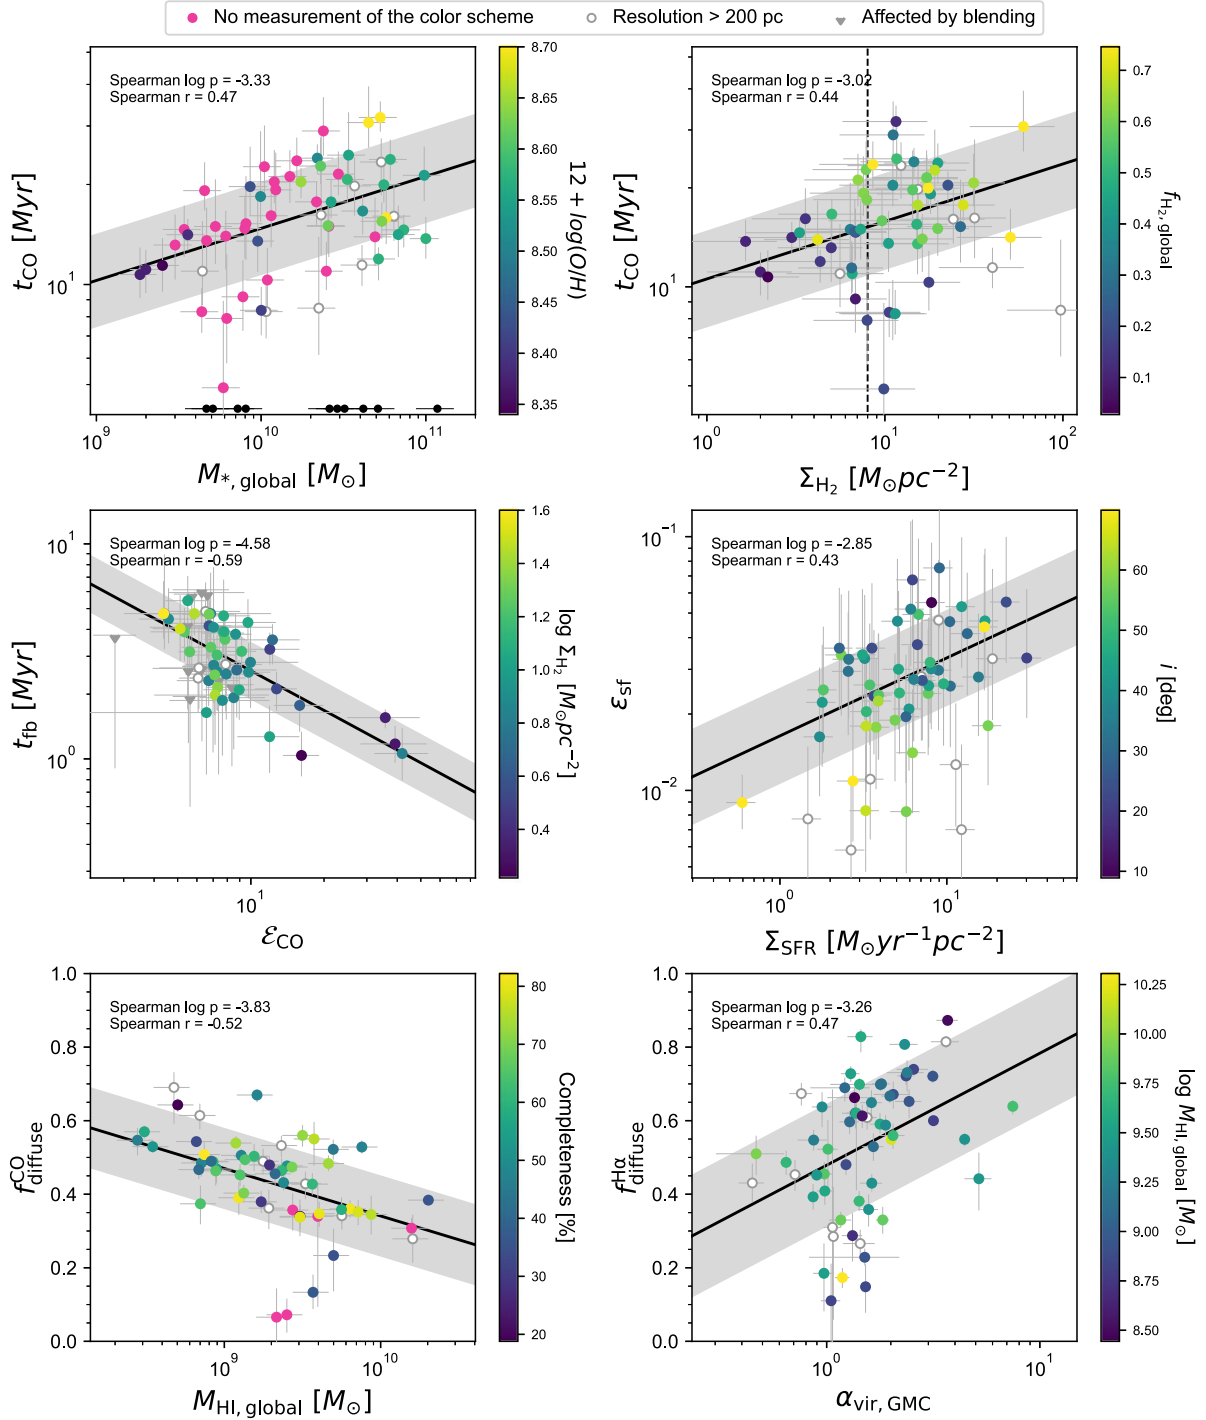 No measurement of the color scheme Resolution > 200 pc Affected by blending
Spearman log p = -3.33
Spearman r = 0.47
t_CO [Myr]
10^1
10^9 10^10 10^11
M_*, global [M_⊙]
8.70
8.65
8.60
8.55
8.50
8.45
8.40
8.35
12 + log(O/H)
Spearman log p = -3.02
Spearman r = 0.44
t_CO [Myr]
10^1
10^0 10^1 10^2
Σ_H₂ [M_⊙pc^−2]
0.7
0.6
0.5
0.4
0.3
0.2
0.1
f_H₂, global
Spearman log p = -4.58
Spearman r = -0.59
t_fb [Myr]
10^1
10^0
10^1
ℰ_CO
1.6
1.4
1.2
1.0
0.8
0.6
0.4
log Σ_H₂ [M_⊙pc^−2]
Spearman log p = -2.85
Spearman r = 0.43
ε_sf
10^−1
10^−2
10^0 10^1
Σ_SFR [M_⊙yr^−1pc^−2]
60
50
40
30
20
10
i [deg]
Spearman log p = -3.83
Spearman r = -0.52
f^CO_diffuse
1.0
0.8
0.6
0.4
0.2
0.0
10^9 10^10
M_HI, global [M_⊙]
80
70
60
50
40
30
20
Completeness [%]
Spearman log p = -3.26
Spearman r = 0.47
f^Hα_diffuse
1.0
0.8
0.6
0.4
0.2
0.0
10^0 10^1
α_vir, GMC
10.25
10.00
9.75
9.50
9.25
9.00
8.75
8.50
log M_HI, global [M_⊙]